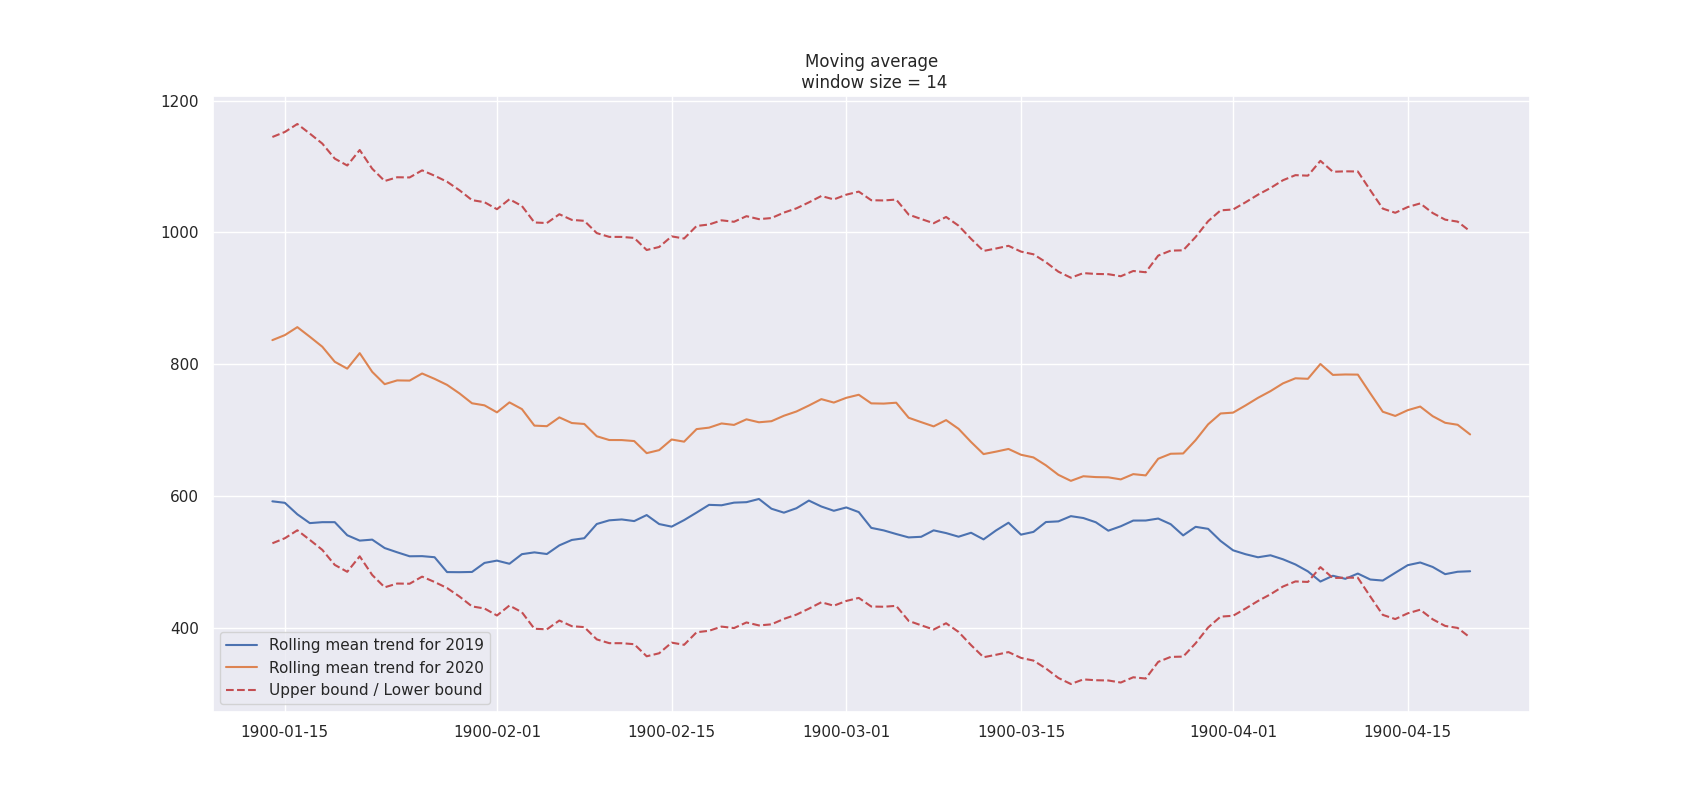 Moving average
window size = 14
1200
1000
800
600
400
Rolling mean trend for 2019
Rolling mean trend for 2020
Upper bound / Lower bound
1900-01-15
1900-02-01
1900-02-15
1900-03-01
1900-03-15
1900-04-01
1900-04-15